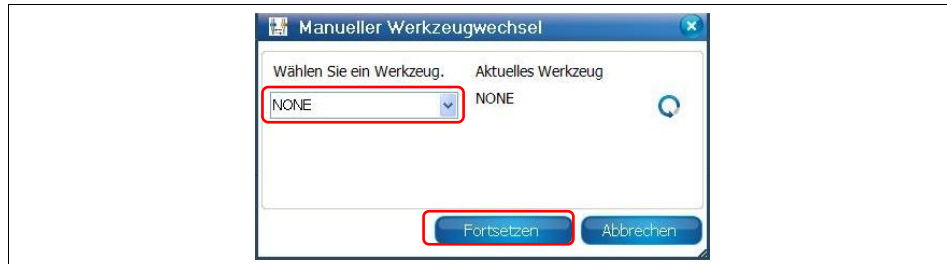 Manueller Werkzeugwechsel
Wählen Sie ein Werkzeug. Aktuelles Werkzeug
NONE NONE
Fortsetzen Abbrechen